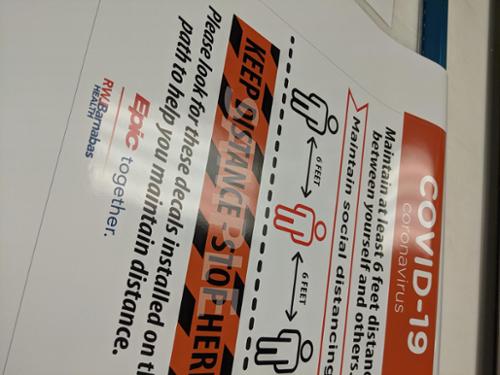 COVID-19
coronavirus
Maintain at least 6 feet distanc
between yourself and others.
Maintain social distancing
6 FEET
6 FEET
KEEP DISTANCE - STOP HERE
Please look for these decals installed on th
path to help you maintain distance.
Epic together.
RWJBarnabas
HEALTH